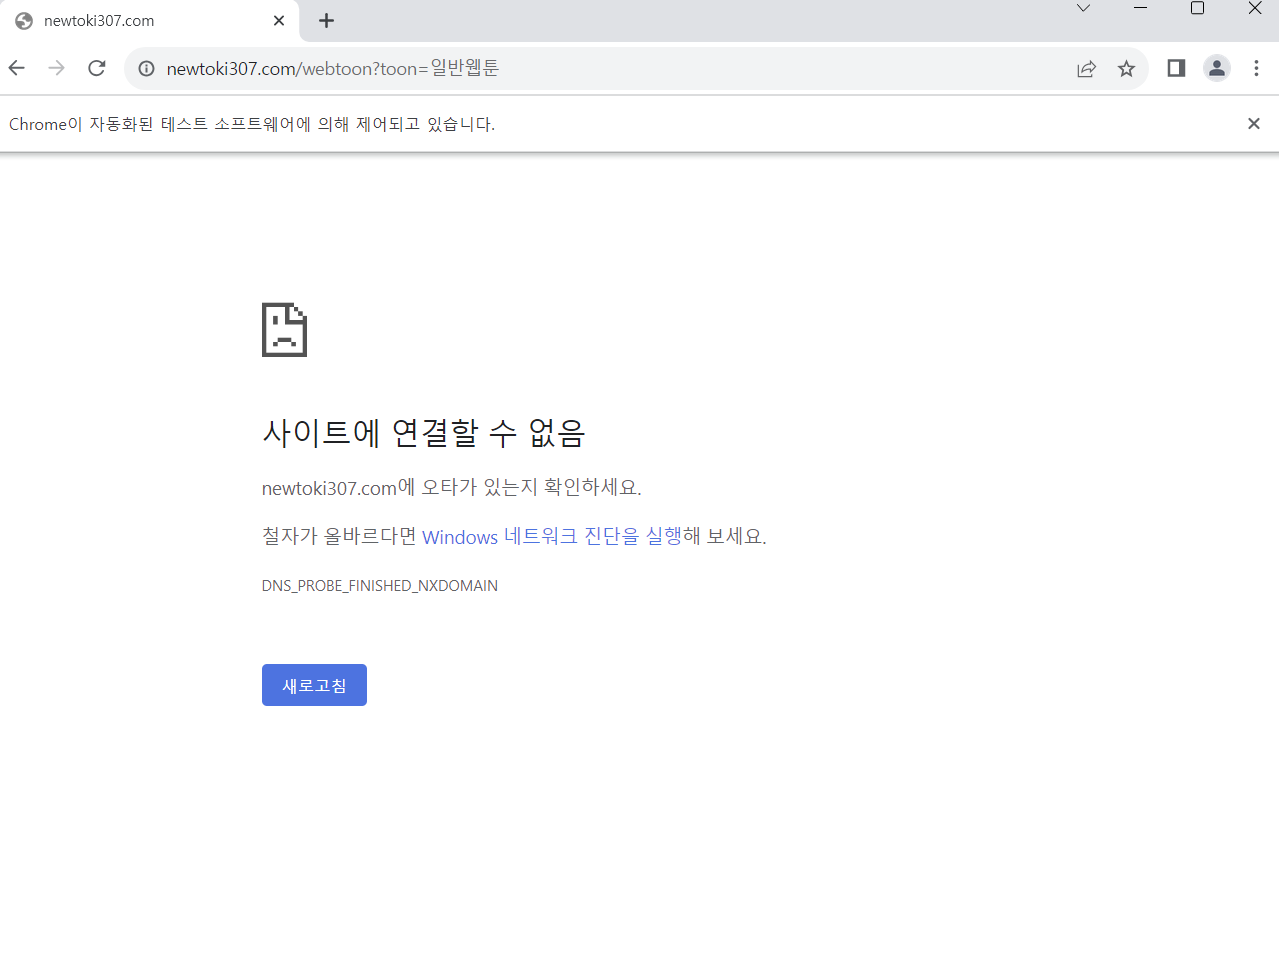 newtoki307.com
newtoki307.com/webtoon?toon=일반웹툰
Chrome이 자동화된 테스트 소프트웨어에 의해 제어되고 있습니다.
사이트에 연결할 수 없음
newtoki307.com에 오타가 있는지 확인하세요.
철자가 올바르다면 Windows 네트워크 진단을 실행해 보세요.
DNS_PROBE_FINISHED_NXDOMAIN
새로고침